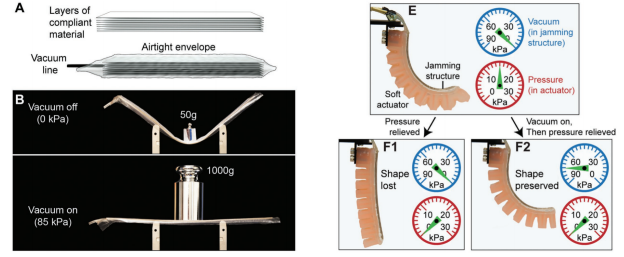 A
Layers of
compliant
material
Airtight envelope
Vacuum
line
B
Vacuum off
(0 kPa)
50g
1000g
Vacuum on
(85 kPa)
E
Vacuum
(in jamming
structure)
60 30
90 0
kPa
Jamming
structure
Soft
actuator
Pressure
(in actuator)
10 20
0 30
kPa
Pressure
relieved
Vacuum on,
Then pressure relieved
F1
Shape
lost
60 30
90 0
kPa
10 20
0 30
kPa
F2
Shape
preserved
60 30
90 0
kPa
10 20
0 30
kPa